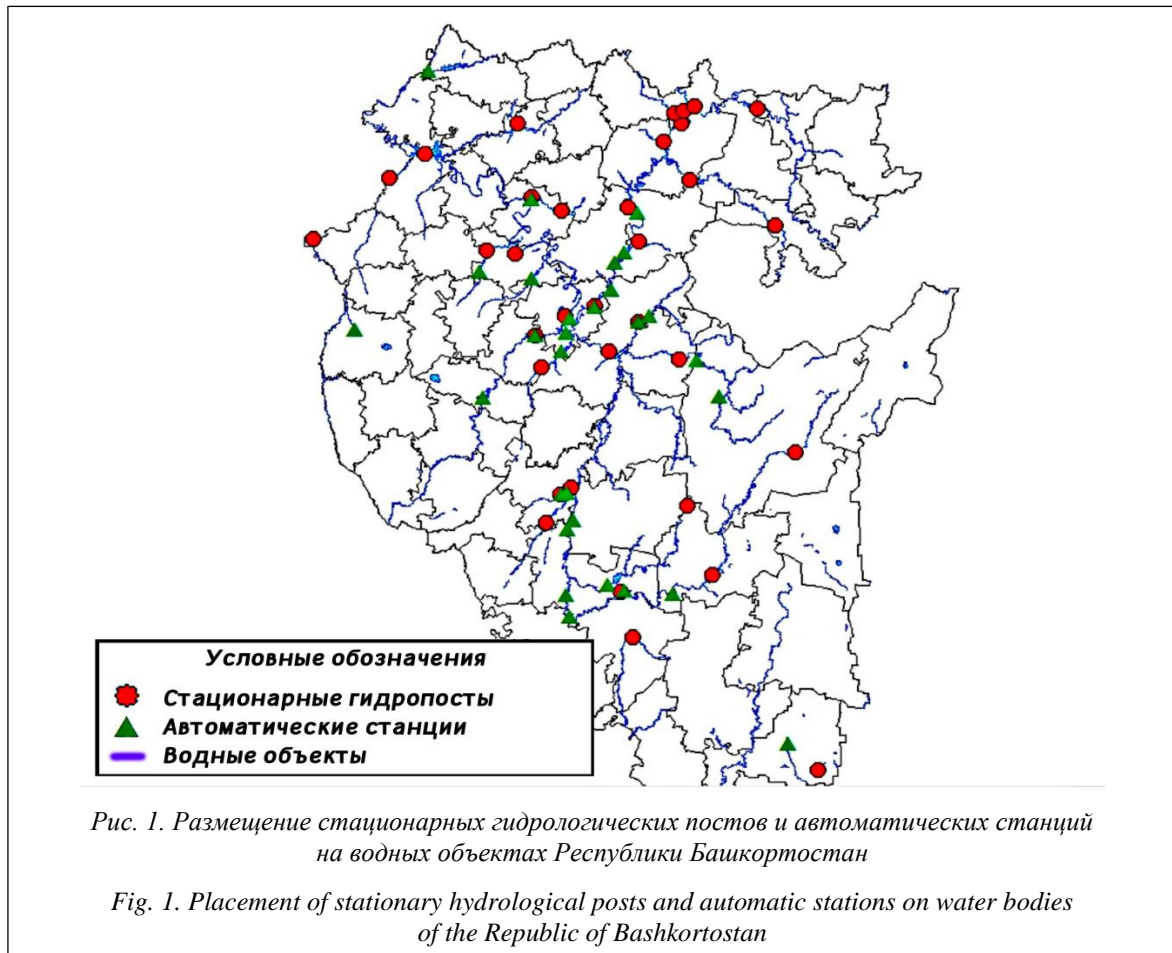 Условные обозначения
Стационарные гидропосты
Автоматические станции
Водные объекты
Рис. 1. Размещение стационарных гидрологических постов и автоматических станций
на водных объектах Республики Башкортостан
Fig. 1. Placement of stationary hydrological posts and automatic stations on water bodies
of the Republic of Bashkortostan